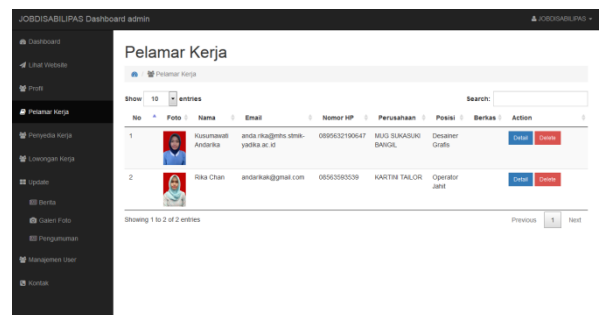 JOBDISABILIPAS Dashboard admin
JOBDISABILIPAS
Dashboard
Lihat Website
Profil
Pelamar Kerja
Penyedia Kerja
Lowongan Kerja
Update
Berita
Galeri Foto
Pengumuman
Manajemen User
Kontak
Pelamar Kerja
/ Pelamar Kerja
Show 10 entries
Search:
No Foto Nama Email Nomor HP Perusahaan Posisi Berkas Action
1 Kusumawati anda.rika@mhs.stmik- 0895632190647 MUG SUKASUKI Desainer Detail Delete
Andarika yadika.ac.id BANGIL Grafis
2 Rika Chan andarikak@gmail.com 08563593539 KARTINI TAILOR Operator Detail Delete
Jahit
Showing 1 to 2 of 2 entries
Previous 1 Next